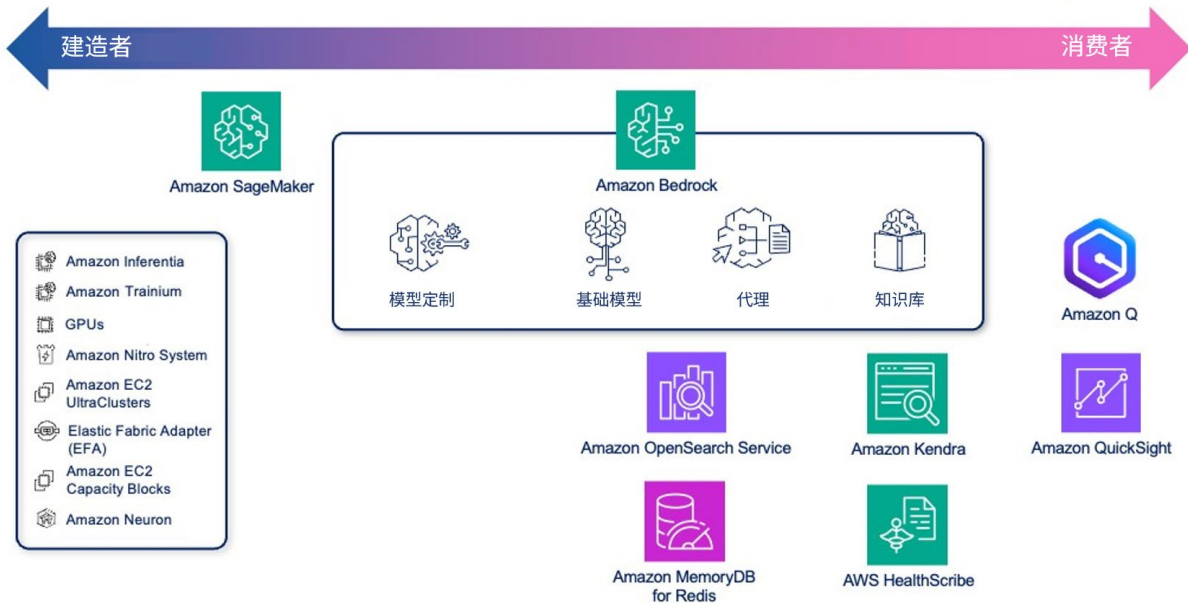 建造者
消费者
Amazon SageMaker
Amazon Bedrock
模型定制
基础模型
代理
知识库
Amazon Inferentia
Amazon Trainium
GPUs
Amazon Nitro System
Amazon EC2
UltraClusters
Elastic Fabric Adapter
(EFA)
Amazon EC2
Capacity Blocks
Amazon Neuron
Amazon Q
Amazon OpenSearch Service
Amazon Kendra
Amazon QuickSight
Amazon MemoryDB
for Redis
AWS HealthScribe